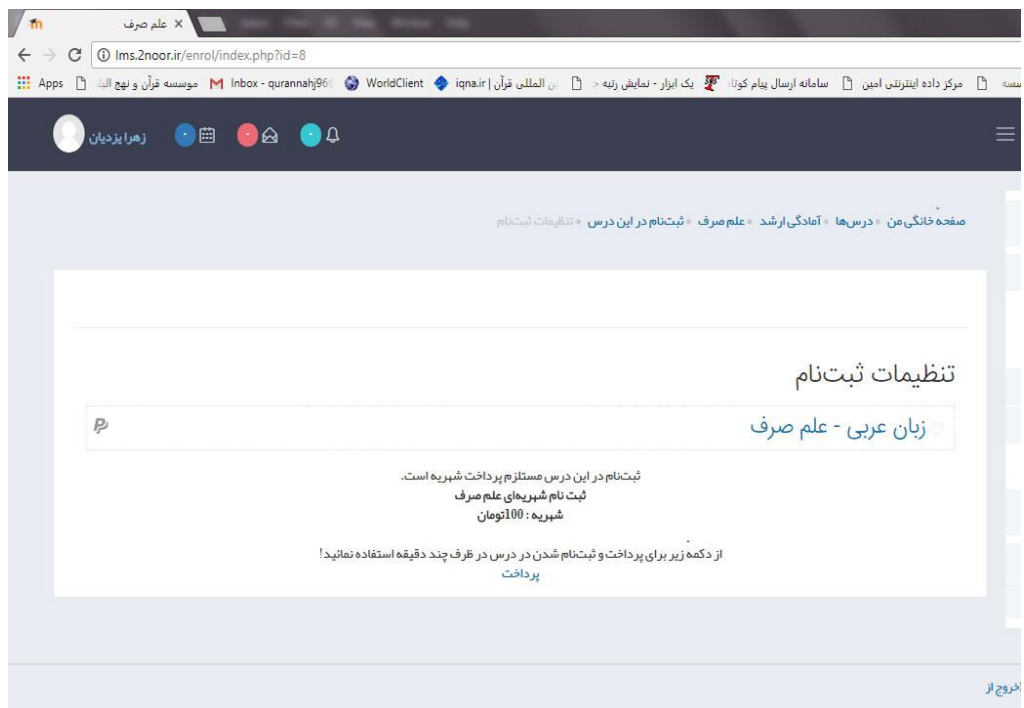 علم صرف
lms.2noor.ir/enrol/index.php?id=8
Apps موسسه قرآن و نهج Inbox - qurannahj96 WorldClient ن المللی قرآن | iqna.ir یک ابزار - نمایش رتبه سامانه ارسال پیام کوتا مرکز داده اینترنتی امین
زهرا یزدیان
صفحه خانگی من درس‌ها آمادگی ارشد علم صرف ثبت‌نام در این درس تنظیمات ثبت‌نام
تنظیمات ثبت‌نام
زبان عربی - علم صرف
ثبت‌نام در این درس مستلزم پرداخت شهریه است.
ثبت نام شهریه‌ای علم صرف
شهریه : 100تومان
از دکمه زیر برای پرداخت و ثبت‌نام شدن در درس در ظرف چند دقیقه استفاده نمائید!
پرداخت
خروج از